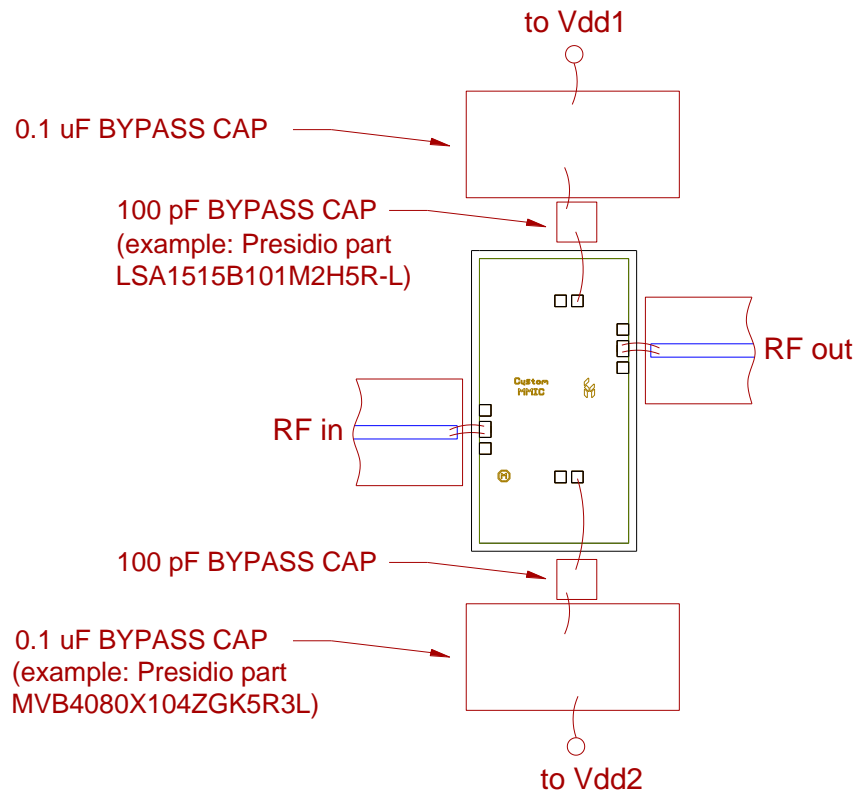 to Vdd1
0.1 uF BYPASS CAP
100 pF BYPASS CAP
(example: Presidio part
LSA1515B101M2H5R-L)
RF out
Custom
MMIC
RF in
M
100 pF BYPASS CAP
0.1 uF BYPASS CAP
(example: Presidio part
MVB4080X104ZGK5R3L)
to Vdd2